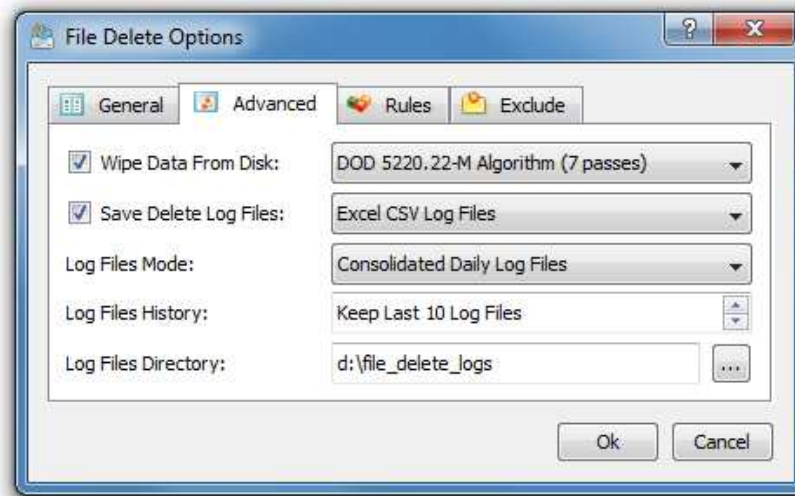 File Delete Options
General Advanced Rules Exclude
Wipe Data From Disk: DOD 5220.22-M Algorithm (7 passes)
Save Delete Log Files: Excel CSV Log Files
Log Files Mode: Consolidated Daily Log Files
Log Files History: Keep Last 10 Log Files
Log Files Directory: d:\file_delete_logs ...
Ok Cancel